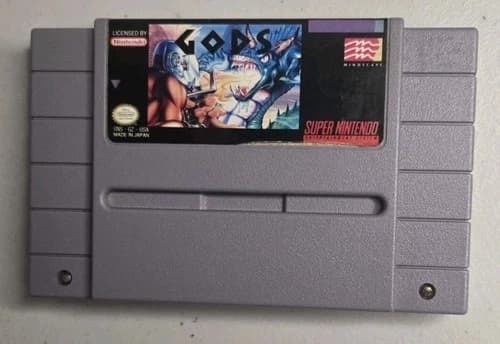 LICENSED BY
Nintendo
GODS
MINDSCAPE
SNS - GZ - USA
MADE IN JAPAN
SUPER NINTENDO